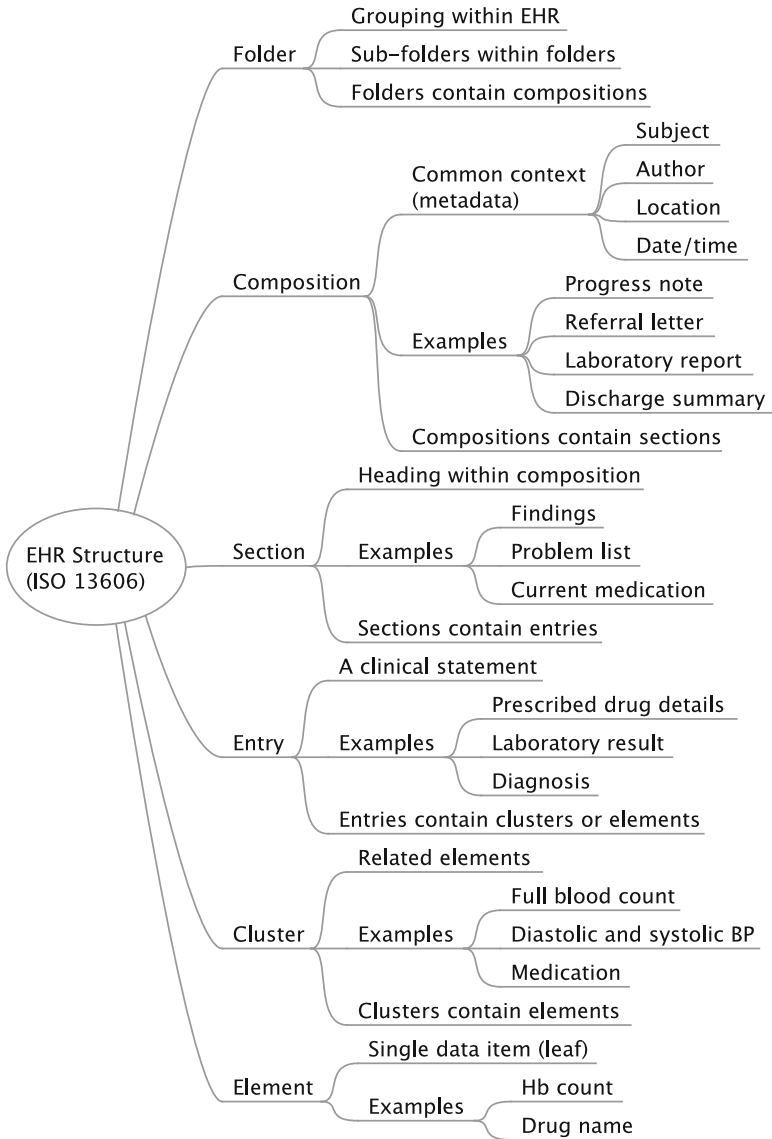 EHR Structure
(ISO 13606)
Folder
Grouping within EHR
Sub-folders within folders
Folders contain compositions
Composition
Common context
(metadata)
Subject
Author
Location
Date/time
Examples
Progress note
Referral letter
Laboratory report
Discharge summary
Compositions contain sections
Section
Heading within composition
Examples
Findings
Problem list
Current medication
Sections contain entries
Entry
A clinical statement
Examples
Prescribed drug details
Laboratory result
Diagnosis
Entries contain clusters or elements
Cluster
Related elements
Examples
Full blood count
Diastolic and systolic BP
Medication
Clusters contain elements
Element
Single data item (leaf)
Examples
Hb count
Drug name